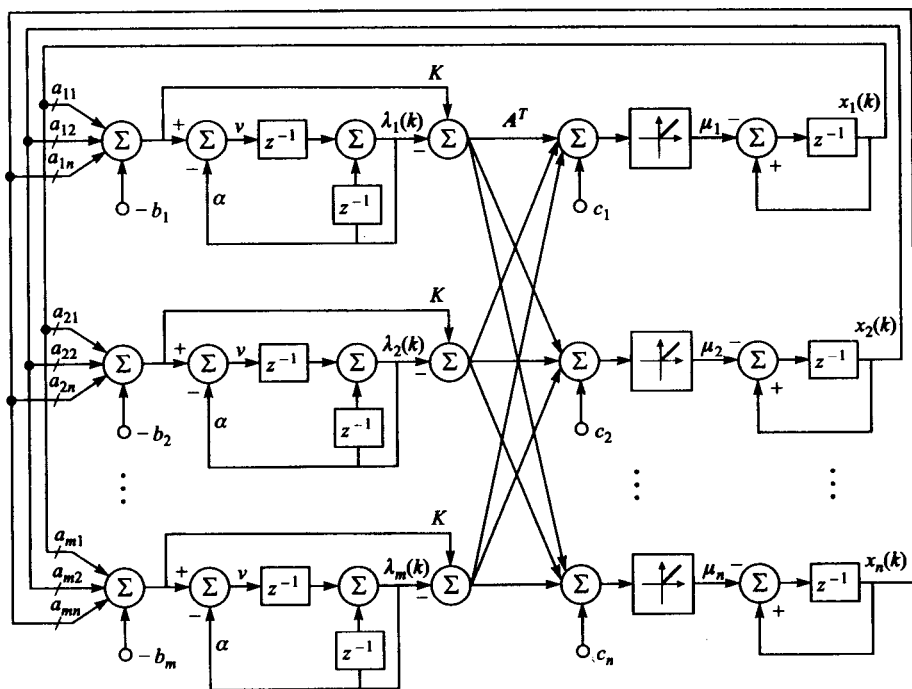 K
a₁₁ Σ + Σ ν z⁻¹ Σ λ₁(k) − Σ Aᵀ Σ μ₁ − Σ z⁻¹ x₁(k)
a₁₂
a₁ₙ − α z⁻¹ +
− b₁ c₁
K
a₂₁ Σ + Σ ν z⁻¹ Σ λ₂(k) − Σ Σ μ₂ − Σ z⁻¹ x₂(k)
a₂₂
a₂ₙ − α z⁻¹ +
− b₂ c₂
K
aₘ₁ Σ + Σ ν z⁻¹ Σ λₘ(k) − Σ Σ μₙ − Σ z⁻¹ xₙ(k)
aₘ₂
aₘₙ − α z⁻¹ +
− bₘ cₙ